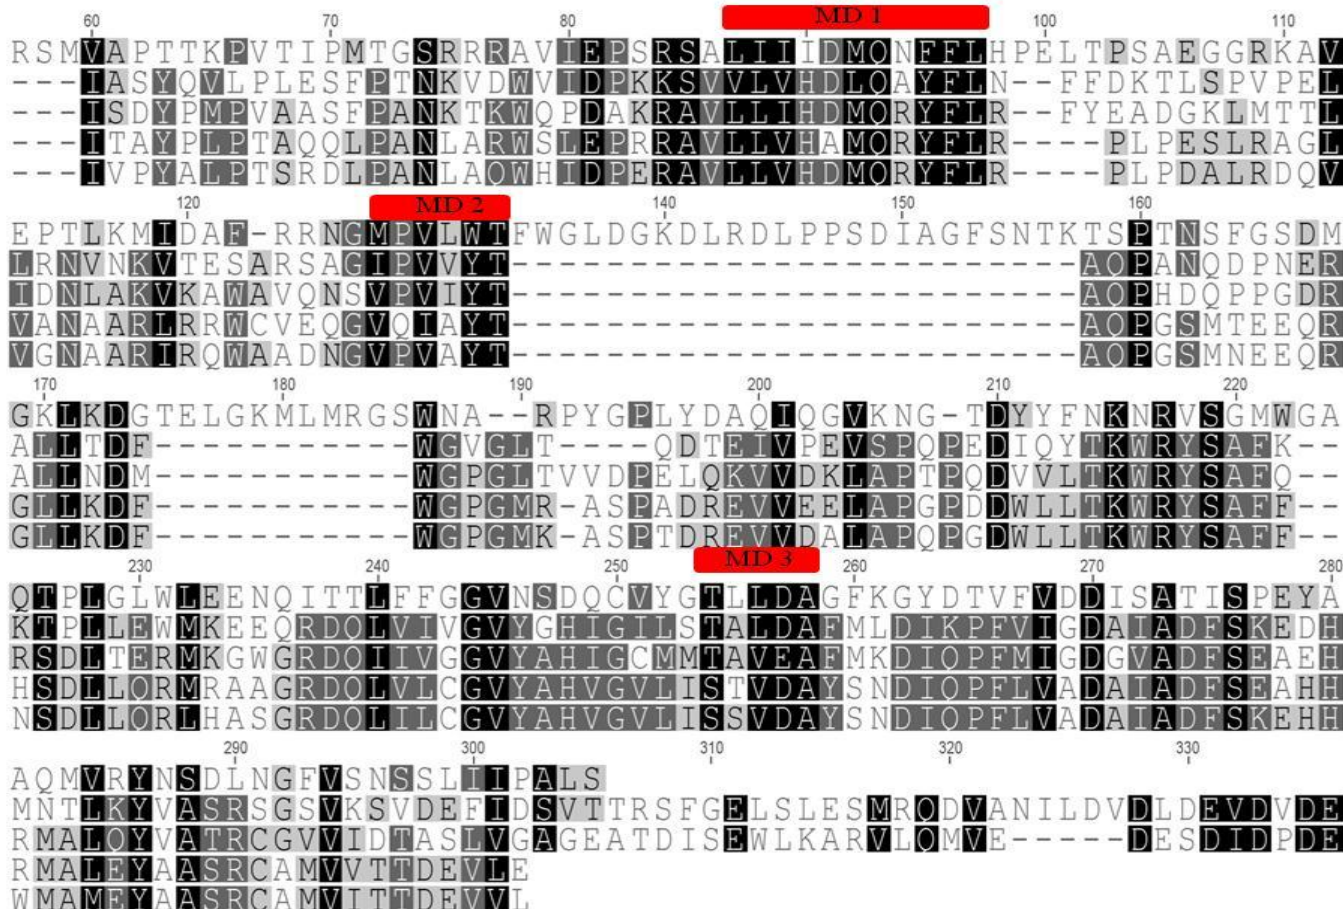 60 70 80 MD 1 100 110
RSMVAPTTKPVTIPMTGSRRRAVIEPSRSALIIIDMQNFFLHPELTPSAEGGRKAV
---IASYQVLPLESFPTNKVDWVIDPKKSVVLVHDLQAYFLN--FFDKTLSPVPEL
---ISDYPMPVAASFPANKTKWQPDAKRAVLLIHDMQRYFLR--FYEADGKLMTTL
---ITAYPLPTAQQLPANLARWSLEPRRAVLLVHAMQRYFLR----PLPESLRAGL
---IVPYALPTSRDLPANLAQWHIDPERAVLLVHDMQRYFLR----PLPDALRDQV
120 MD 2 140 150 160
EPTLKMIDAF-RRNGMPVLWTFWGLDGKDLRDLPPSDIAGFSNTKTSPTNSFGSDM
LRNVNKVTESARSAGIPVVYT------------------------AQPANQDPNER
IDNLAKVKAWAVQNSVPVIYT------------------------AQPHDQPPGDR
VANAARLRRWCVEQGVQIAYT------------------------AQPGSMTEEQR
VGNAARIRQWAADNGVPVAYT------------------------AQPGSMNEEQR
170 180 190 200 210 220
GKLKDGTELGKMLMRGSWNA--RPYGPLYDAQIQGVKNG-TDYYFNKNRVSGMWGA
ALLTDF-----------WGVGLT----QDTEIVPEVSPQPEDIQYTKWRYSAFK--
ALLNDM-----------WGPGLTVVDPELQKVVDKLAPTPQDVVLTKWRYSAFQ--
GLLKDF-----------WGPGMR-ASPADREVVEELAPGPDDWLLTKWRYSAFF--
GLLKDF-----------WGPGMK-ASPTDREVVDALAPQPGDWLLTKWRYSAFF--
230 240 250 MD 3 260 270 280
QTPLGLWLEENQITTLFFGGVNSDQCVYGTLLDAGFKGYDTVFVDDISATISPEYA
KTPLLEWMKEEQRDQLVIVGVYGHIGILSTALDAFMLDIKPFVIGDAIADFSKEDH
RSDLTERMKGWGRDQIIVGGVYAHIGCMMTAVEAFMKDIQPFMIGDGVADFSEAEH
HSDLLQRMRAAGRDQLVLCGVYAHVGVLISTVDAYSNDIQPFLVADAIADFSEAHH
NSDLLQRLHASGRDQLILCGVYAHVGVLISSVDAYSNDIQPFLVADAIADFSKEHH
290 300 310 320 330
AQMVRYNSDLNGFVSNSSLIIPALS
MNTLKYVASRSGSVKSVDEFIDSVTTRSFGELSLESMRQDVANILDVDLDEVDVDE
RMALQYVATRCGVVIDTASLVGAGEATDISEWLKARVLQMVE-----DESDIDPDE
RMALEYAASRCAMVVTTDEVLE
WMAMEYAASRCAMVITTDEVVL